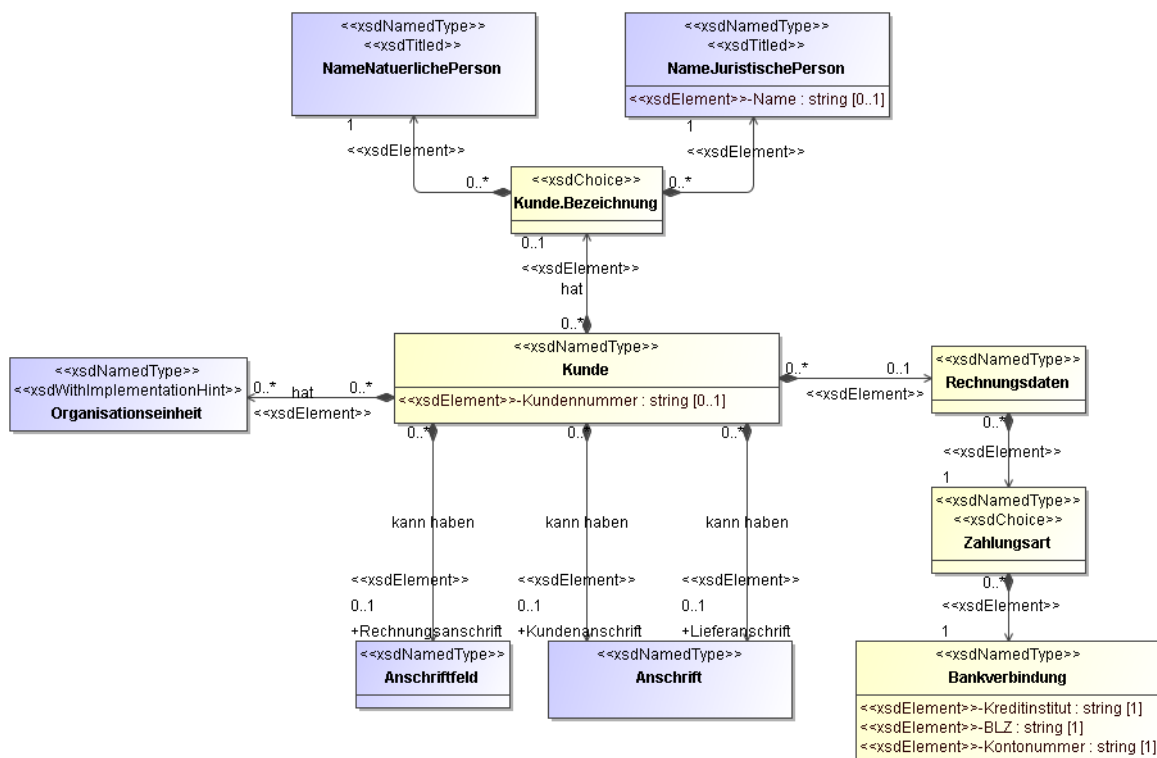 <<xsdNamedType>>
<<xsdTitled>>
NameNatuerlichePerson
<<xsdNamedType>>
<<xsdTitled>>
NameJuristischePerson
<<xsdElement>>-Name : string [0..1]
1
<<xsdElement>>
0..*
1
<<xsdElement>>
0..*
<<xsdChoice>>
Kunde.Bezeichnung
0..1
<<xsdElement>>
hat
0..*
<<xsdNamedType>>
Kunde
<<xsdElement>>-Kundennummer : string [0..1]
<<xsdNamedType>>
<<xsdWithImplementationHint>>
Organisationseinheit
0..*
hat
0..*
<<xsdElement>>
0..*
0..1
<<xsdElement>>
<<xsdNamedType>>
Rechnungsdaten
0..*
<<xsdElement>>
1
<<xsdNamedType>>
<<xsdChoice>>
Zahlungsart
0..*
<<xsdElement>>
1
<<xsdNamedType>>
Bankverbindung
<<xsdElement>>-Kreditinstitut : string [1]
<<xsdElement>>-BLZ : string [1]
<<xsdElement>>-Kontonummer : string [1]
0..*
kann haben
<<xsdElement>>
0..1
+Rechnungsanschrift
<<xsdNamedType>>
Anschriftfeld
0..*
kann haben
<<xsdElement>>
0..1
+Kundenanschrift
0..*
kann haben
<<xsdElement>>
0..1
+Lieferanschrift
<<xsdNamedType>>
Anschrift